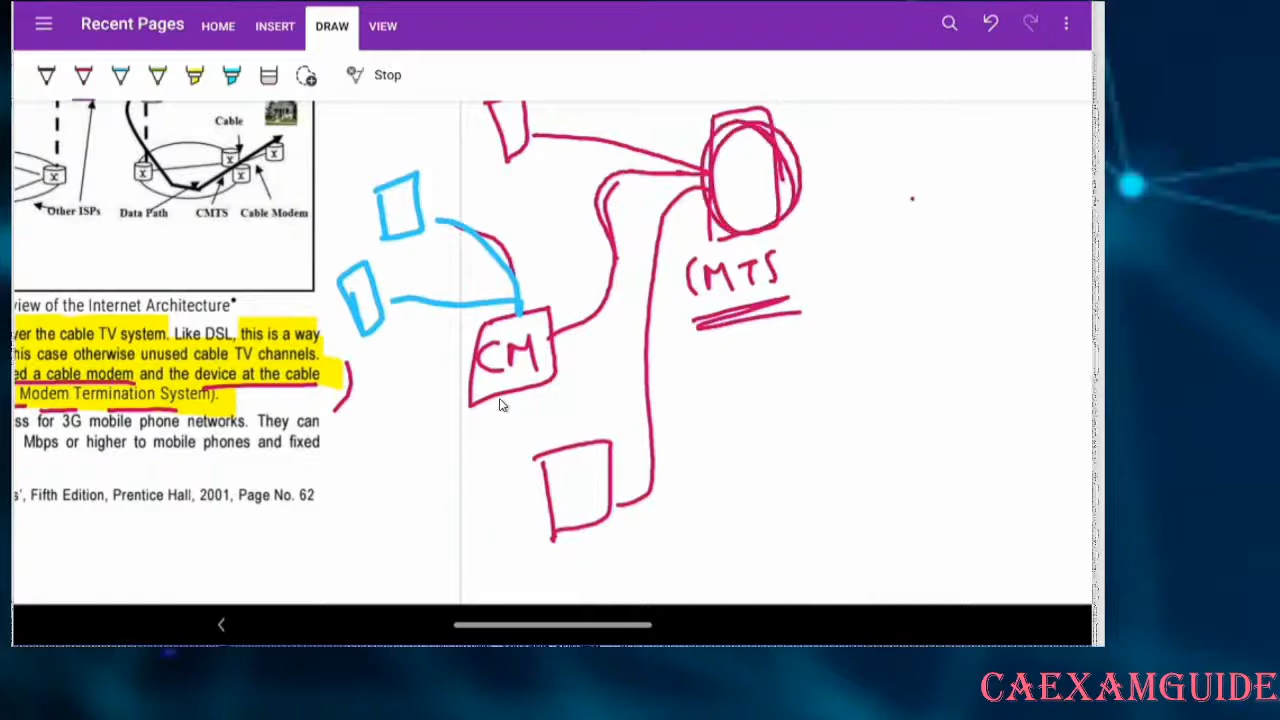 Recent Pages HOME INSERT DRAW VIEW
Stop
Cable
Other ISPs
Data Path CMTS Cable Modem
view of the Internet Architecture*
ver the cable TV system. Like DSL, this is a way
his case otherwise unused cable TV channels.
ed a cable modem and the device at the cable
Modem Termination System).
ss for 3G mobile phone networks. They can
Mbps or higher to mobile phones and fixed
s', Fifth Edition, Prentice Hall, 2001, Page No. 62
CMTS
CM
CAEXAMGUIDE